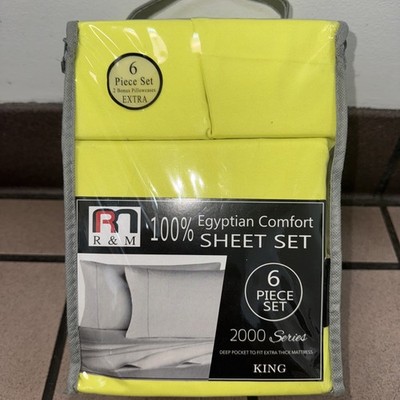 6
Piece Set
2 Bonus Pillowcases
EXTRA
RM
R & M
100% Egyptian Comfort
SHEET SET
6
PIECE
SET
2000 Series
DEEP POCKET TO FIT EXTRA THICK MATTRESS
KING